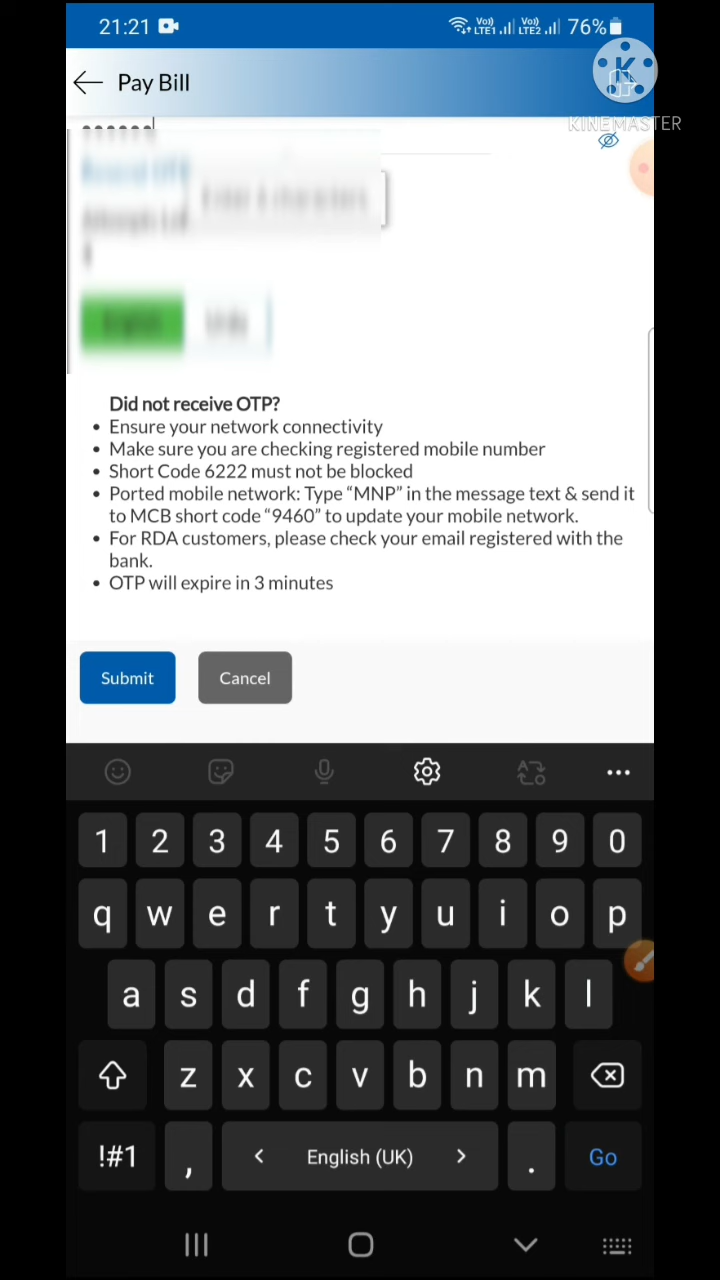 21:21
Vo)) LTE1 Vo)) LTE2 76%
Pay Bill
K
KINEMASTER
Did not receive OTP?
• Ensure your network connectivity
• Make sure you are checking registered mobile number
• Short Code 6222 must not be blocked
• Ported mobile network: Type “MNP” in the message text & send it
to MCB short code “9460” to update your mobile network.
• For RDA customers, please check your email registered with the
bank.
• OTP will expire in 3 minutes
Submit Cancel
1 2 3 4 5 6 7 8 9 0
q w e r t y u i o p
a s d f g h j k l
z x c v b n m
!#1 , < English (UK) > . Go